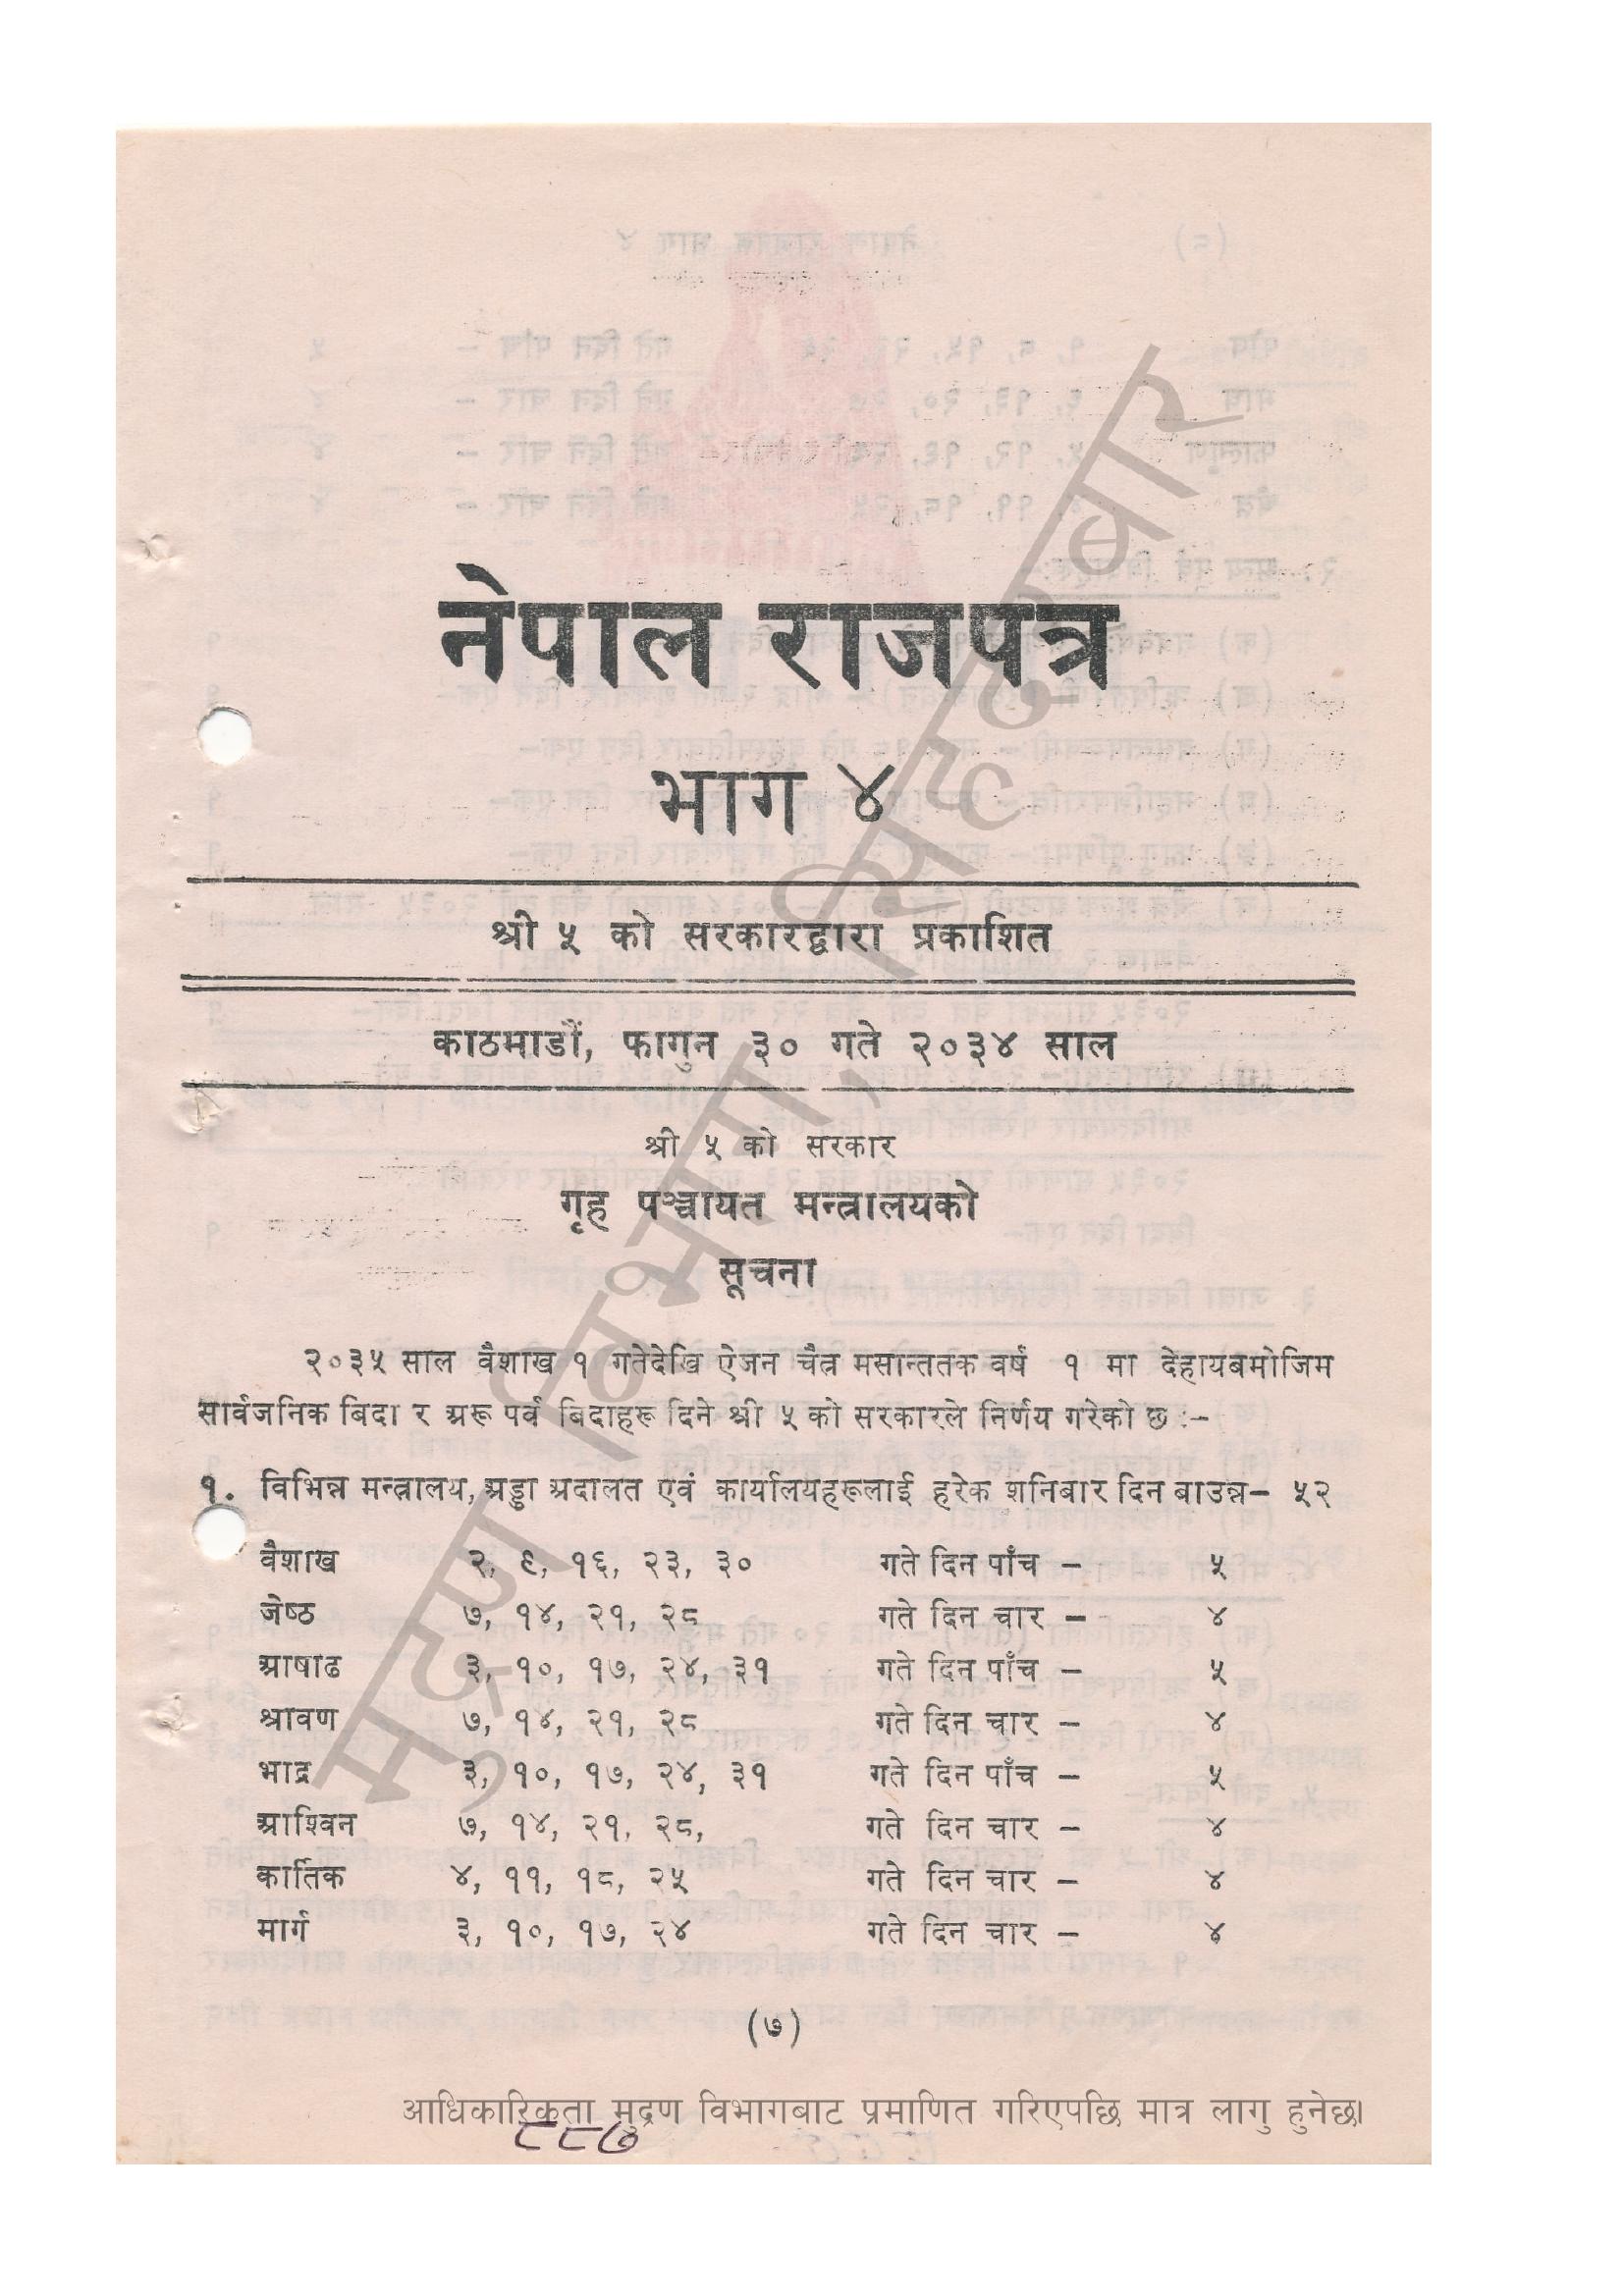 नेपाल राजपत्र
भाग ४
श्री ५ को सरकारद्वारा प्रकाशित
काठमाडौं, फागुन ३० गते २०३४ साल
श्री ५ को सरकार
गृह पञ्चायत मन्त्रालयको
सूचना
२०३५ साल वैशाख १ गतेदेखि ऐजन चैत्र मसान्ततक वर्ष १ मा देहायबमोजिम
सार्वजनिक बिदा र अरू पर्व बिदाहरू दिने श्री ५ को सरकारले निर्णय गरेको छ :-
१. विभिन्न मन्त्रालय, अड्डा अदालत एवं कार्यालयहरूलाई हरेक शनिबार दिन बाउन्न- ५२
वैशाख २, ९, १६, २३, ३० गते दिन पाँच - ५
जेष्ठ ७, १४, २१, २८ गते दिन चार - ४
आषाढ ३, १०, १७, २४, ३१ गते दिन पाँच - ५
श्रावण ७, १४, २१, २८ गते दिन चार - ४
भाद्र ३, १०, १७, २४, ३१ गते दिन पाँच - ५
आश्विन ७, १४, २१, २८, गते दिन चार - ४
कार्तिक ४, ११, १८, २५ गते दिन चार - ४
मार्ग ३, १०, १७, २४ गते दिन चार - ४
(७)
आधिकारिकता मुद्रण विभागबाट प्रमाणित गरिएपछि मात्र लागु हुनेछ।
८८७
मुद्रण विभाग, सिंहदरबार